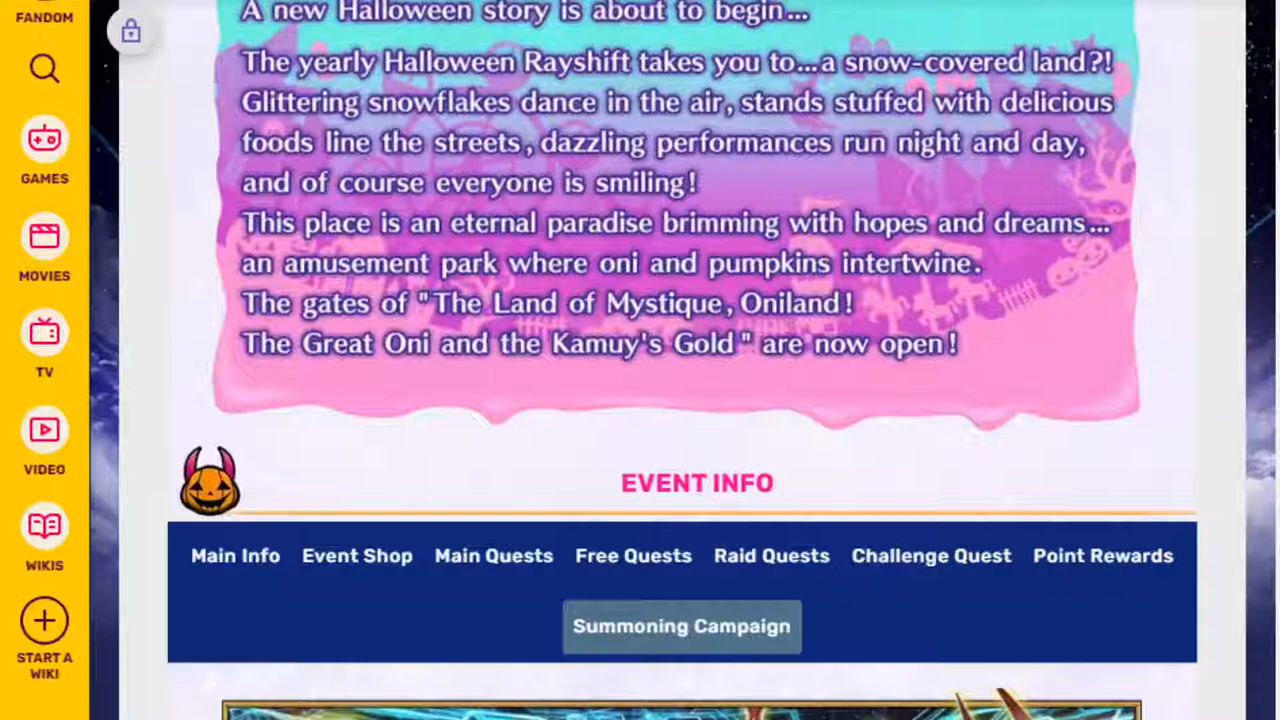 FANDOM
GAMES
MOVIES
TV
VIDEO
WIKIS
START A
WIKI
A new Halloween story is about to begin...
The yearly Halloween Rayshift takes you to...a snow-covered land?!
Glittering snowflakes dance in the air, stands stuffed with delicious
foods line the streets, dazzling performances run night and day,
and of course everyone is smiling!
This place is an eternal paradise brimming with hopes and dreams...
an amusement park where oni and pumpkins intertwine.
The gates of "The Land of Mystique, Oniland!
The Great Oni and the Kamuy's Gold" are now open!
EVENT INFO
Main Info Event Shop Main Quests Free Quests Raid Quests Challenge Quest Point Rewards
Summoning Campaign